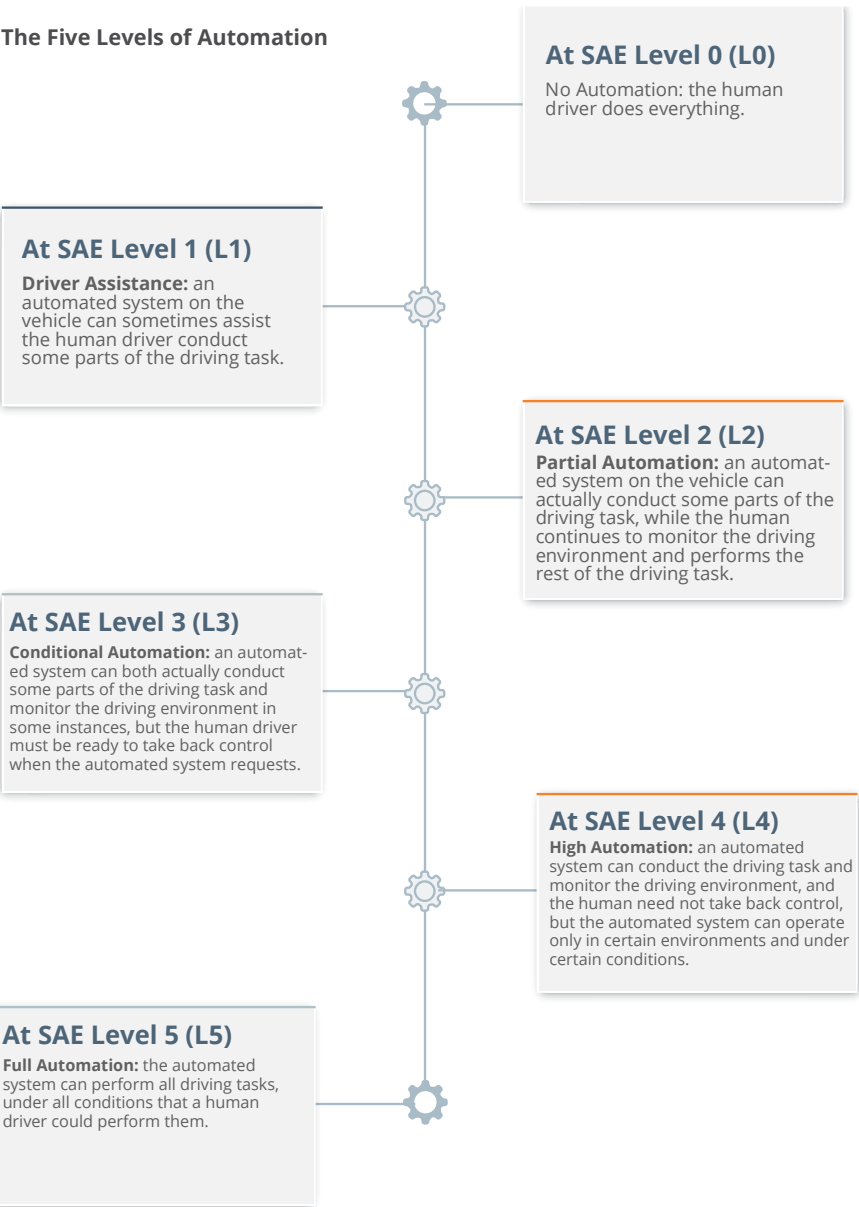 The Five Levels of Automation
At SAE Level 0 (L0)
No Automation: the human
driver does everything.
At SAE Level 1 (L1)
Driver Assistance: an
automated system on the
vehicle can sometimes assist
the human driver conduct
some parts of the driving task.
At SAE Level 2 (L2)
Partial Automation: an automat-
ed system on the vehicle can
actually conduct some parts of the
driving task, while the human
continues to monitor the driving
environment and performs the
rest of the driving task.
At SAE Level 3 (L3)
Conditional Automation: an automat-
ed system can both actually conduct
some parts of the driving task and
monitor the driving environment in
some instances, but the human driver
must be ready to take back control
when the automated system requests.
At SAE Level 4 (L4)
High Automation: an automated
system can conduct the driving task and
monitor the driving environment, and
the human need not take back control,
but the automated system can operate
only in certain environments and under
certain conditions.
At SAE Level 5 (L5)
Full Automation: the automated
system can perform all driving tasks,
under all conditions that a human
driver could perform them.